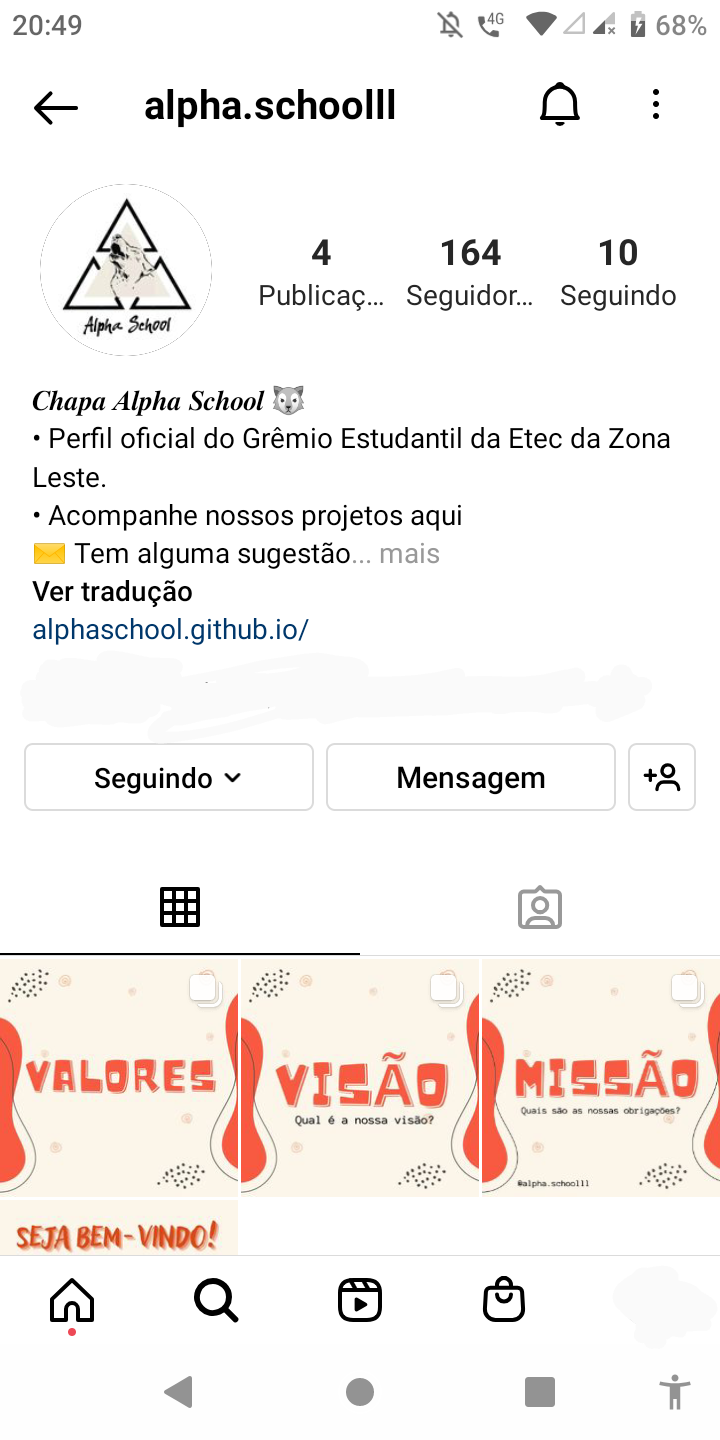 20:49
4G
68%
alpha.schoolll
Alpha School
4
164
10
Publicaç...
Seguidor...
Seguindo
Chapa Alpha School
• Perfil oficial do Grêmio Estudantil da Etec da Zona
Leste.
• Acompanhe nossos projetos aqui
Tem alguma sugestão... mais
Ver tradução
alphaschool.github.io/
Seguindo
Mensagem
VALORES
VISÃO
Qual é a nossa visão?
MISSÃO
Quais são as nossas obrigações?
@alpha.schoolll
SEJA BEM-VINDO!